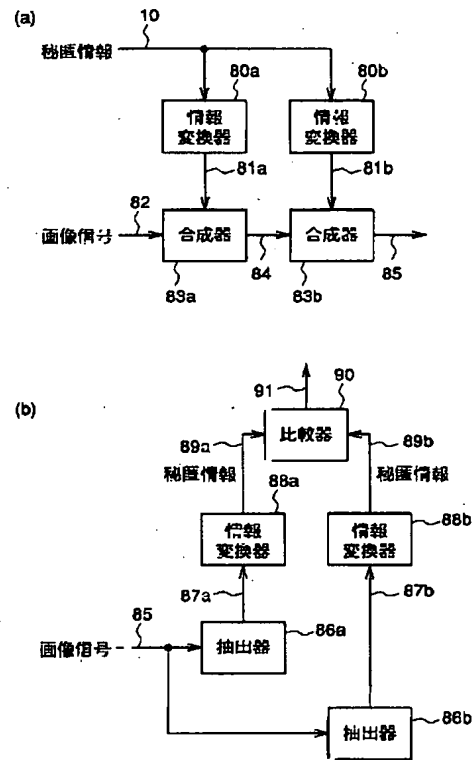 (a)
10
秘匿情報
80a
80b
情報
変換器
情報
変換器
81a
81b
82
画像信号
合成器
合成器
83a
84
83b
85
(b)
91
90
比較器
89a
89b
秘匿情報
秘匿情報
88a
88b
情報
変換器
情報
変換器
87a
87b
85
画像信号
抽出器
86a
抽出器
86b